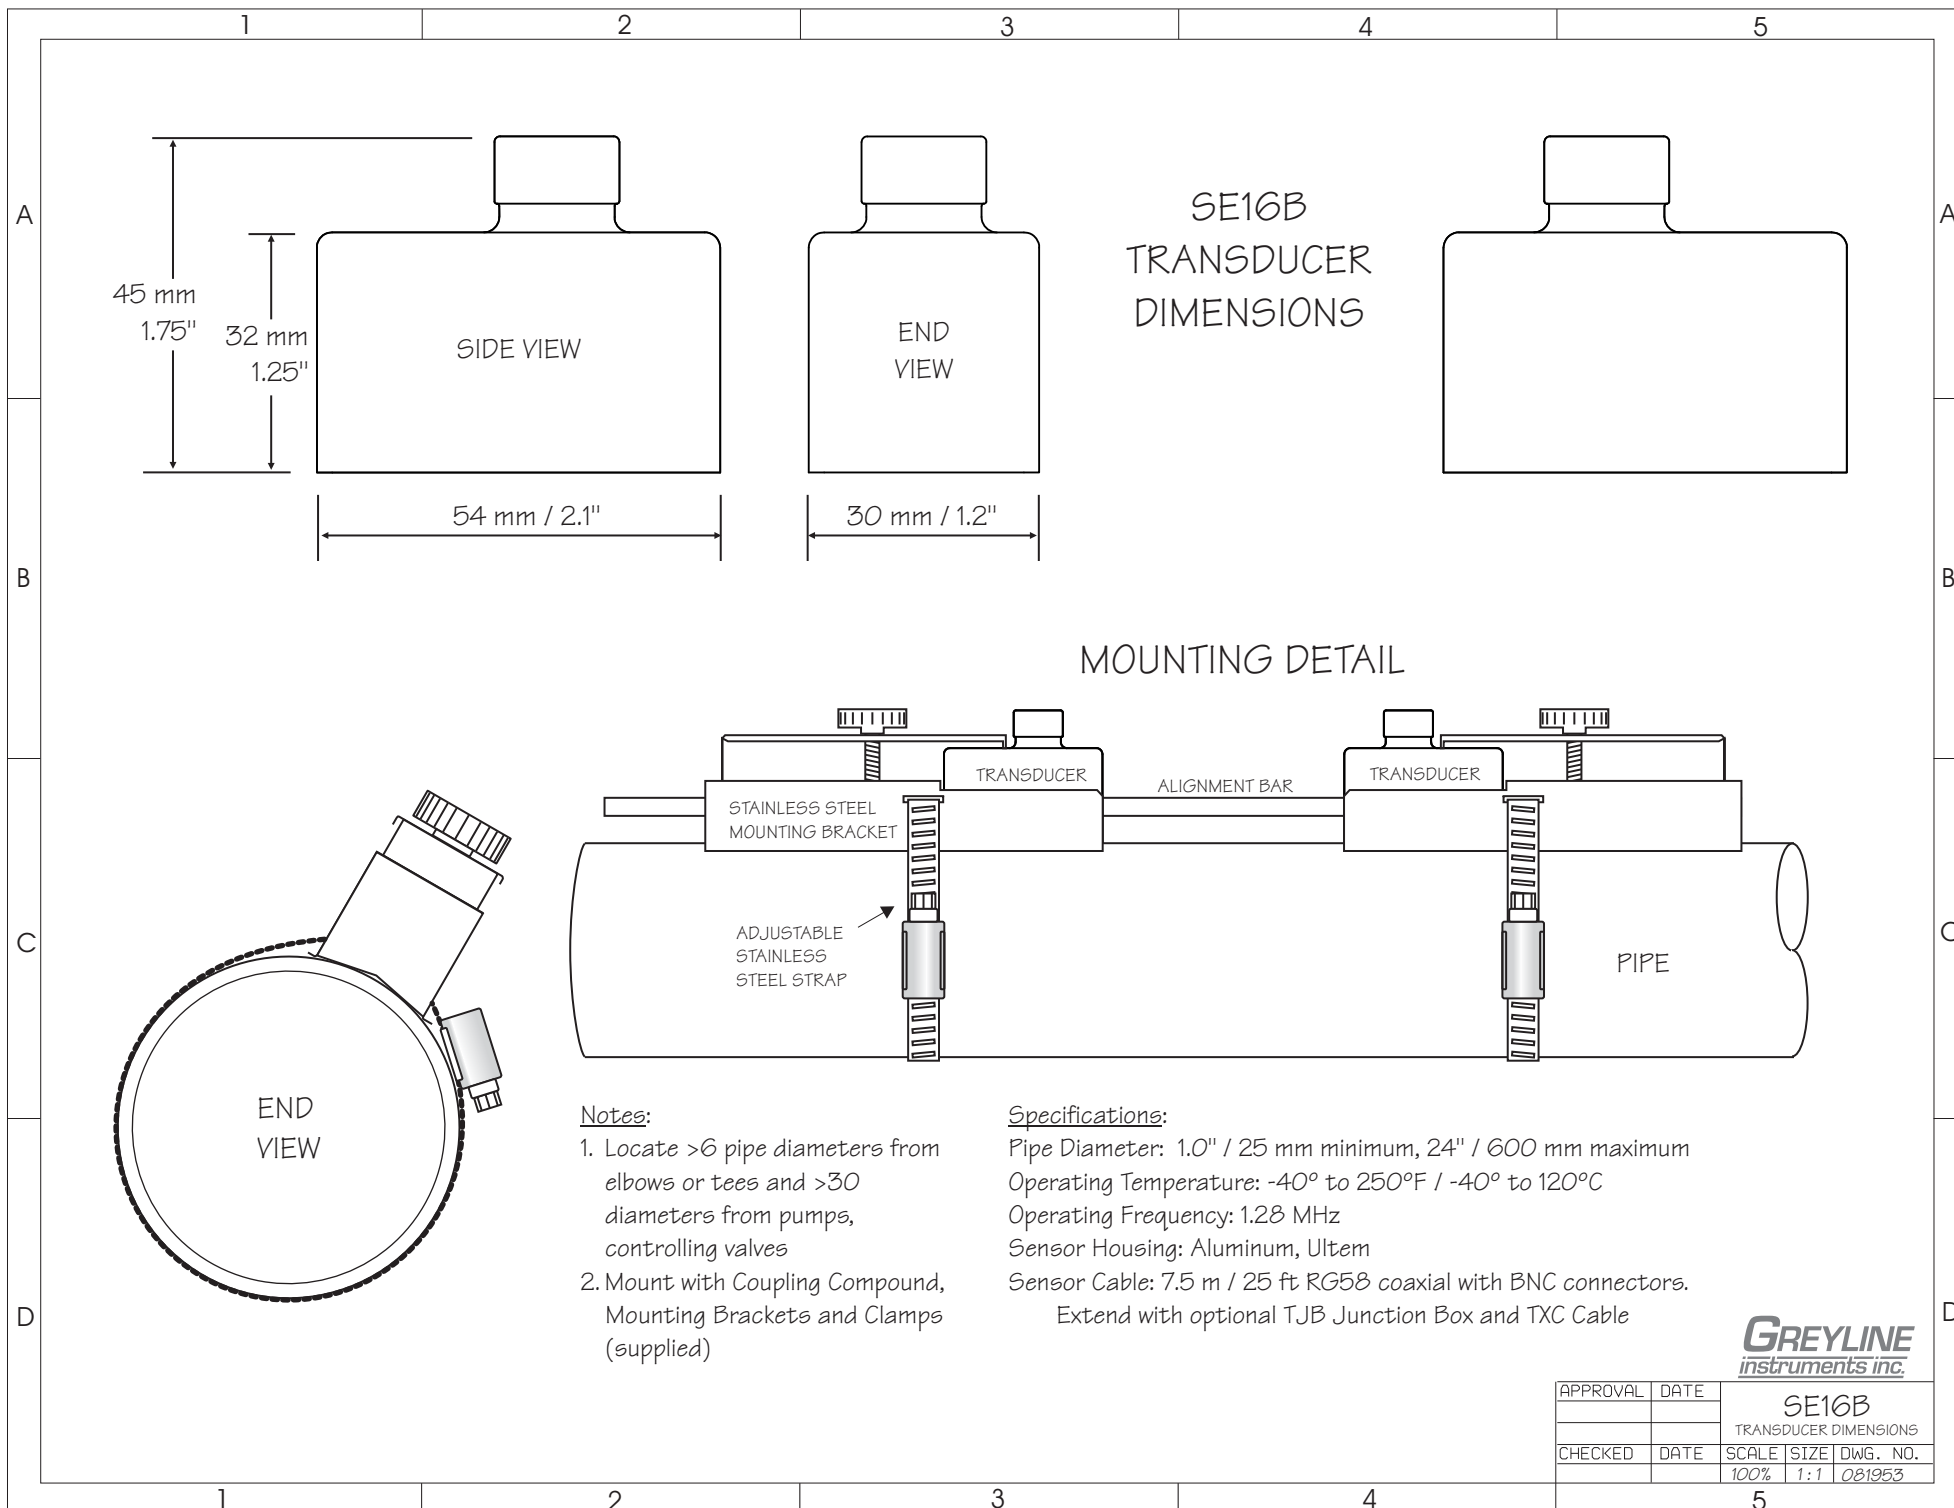 1 2 3 4 5
A
A
45 mm
1.75"
32 mm
1.25"
SIDE VIEW
END
VIEW
SE16B
TRANSDUCER
DIMENSIONS
54 mm / 2.1"
30 mm / 1.2"
B
B
MOUNTING DETAIL
TRANSDUCER
TRANSDUCER
ALIGNMENT BAR
STAINLESS STEEL
MOUNTING BRACKET
C
C
ADJUSTABLE
STAINLESS
STEEL STRAP
PIPE
END
VIEW
Notes:
1. Locate >6 pipe diameters from
elbows or tees and >30
diameters from pumps,
controlling valves
2. Mount with Coupling Compound,
Mounting Brackets and Clamps
(supplied)
Specifications:
Pipe Diameter: 1.0" / 25 mm minimum, 24" / 600 mm maximum
Operating Temperature: -40° to 250°F / -40° to 120°C
Operating Frequency: 1.28 MHz
Sensor Housing: Aluminum, Ultem
Sensor Cable: 7.5 m / 25 ft RG58 coaxial with BNC connectors.
Extend with optional TJB Junction Box and TXC Cable
D
D
GREYLINE
instruments inc.
APPROVAL DATE
SE16B
TRANSDUCER DIMENSIONS
CHECKED DATE SCALE SIZE DWG. NO.
100% 1:1 081953
1 2 3 4 5